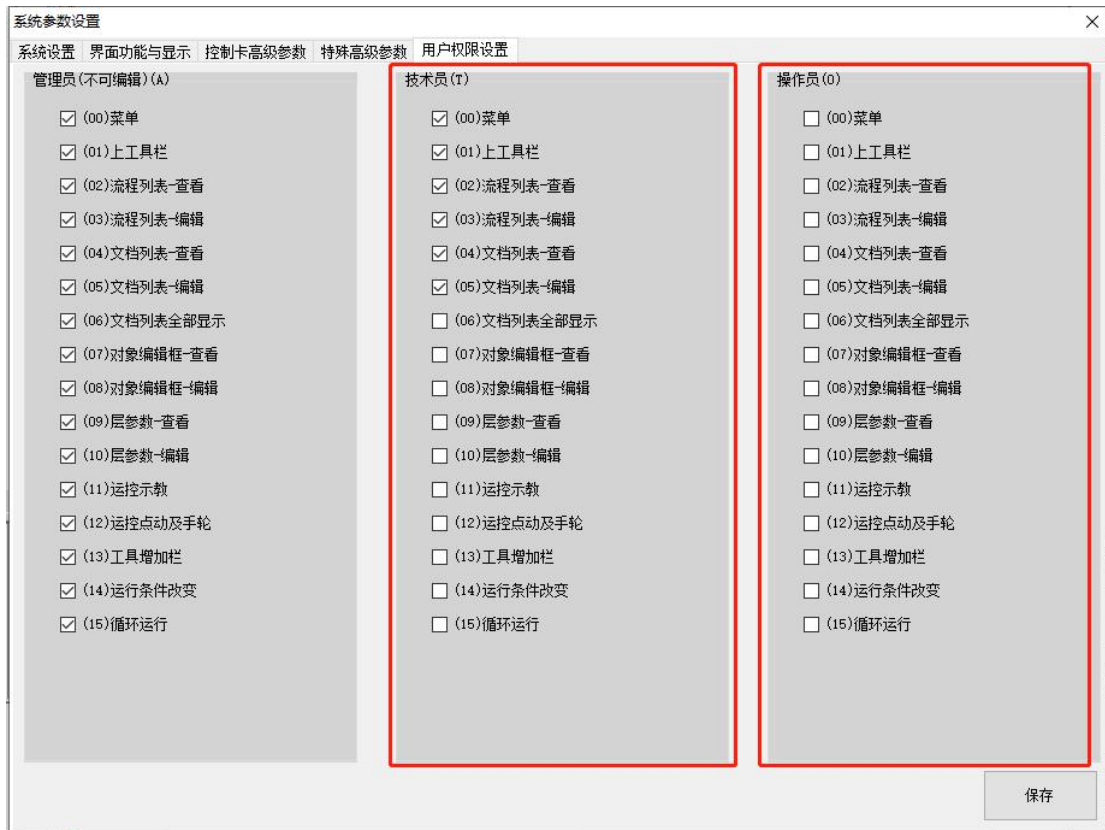 系统参数设置
系统设置 界面功能与显示 控制卡高级参数 特殊高级参数 用户权限设置
管理员(不可编辑)(A)
(00)菜单
(01)上工具栏
(02)流程列表-查看
(03)流程列表-编辑
(04)文档列表-查看
(05)文档列表-编辑
(06)文档列表全部显示
(07)对象编辑框-查看
(08)对象编辑框-编辑
(09)层参数-查看
(10)层参数-编辑
(11)运控示教
(12)运控点动及手轮
(13)工具增加栏
(14)运行条件改变
(15)循环运行
技术员(T)
(00)菜单
(01)上工具栏
(02)流程列表-查看
(03)流程列表-编辑
(04)文档列表-查看
(05)文档列表-编辑
(06)文档列表全部显示
(07)对象编辑框-查看
(08)对象编辑框-编辑
(09)层参数-查看
(10)层参数-编辑
(11)运控示教
(12)运控点动及手轮
(13)工具增加栏
(14)运行条件改变
(15)循环运行
操作员(O)
(00)菜单
(01)上工具栏
(02)流程列表-查看
(03)流程列表-编辑
(04)文档列表-查看
(05)文档列表-编辑
(06)文档列表全部显示
(07)对象编辑框-查看
(08)对象编辑框-编辑
(09)层参数-查看
(10)层参数-编辑
(11)运控示教
(12)运控点动及手轮
(13)工具增加栏
(14)运行条件改变
(15)循环运行
保存